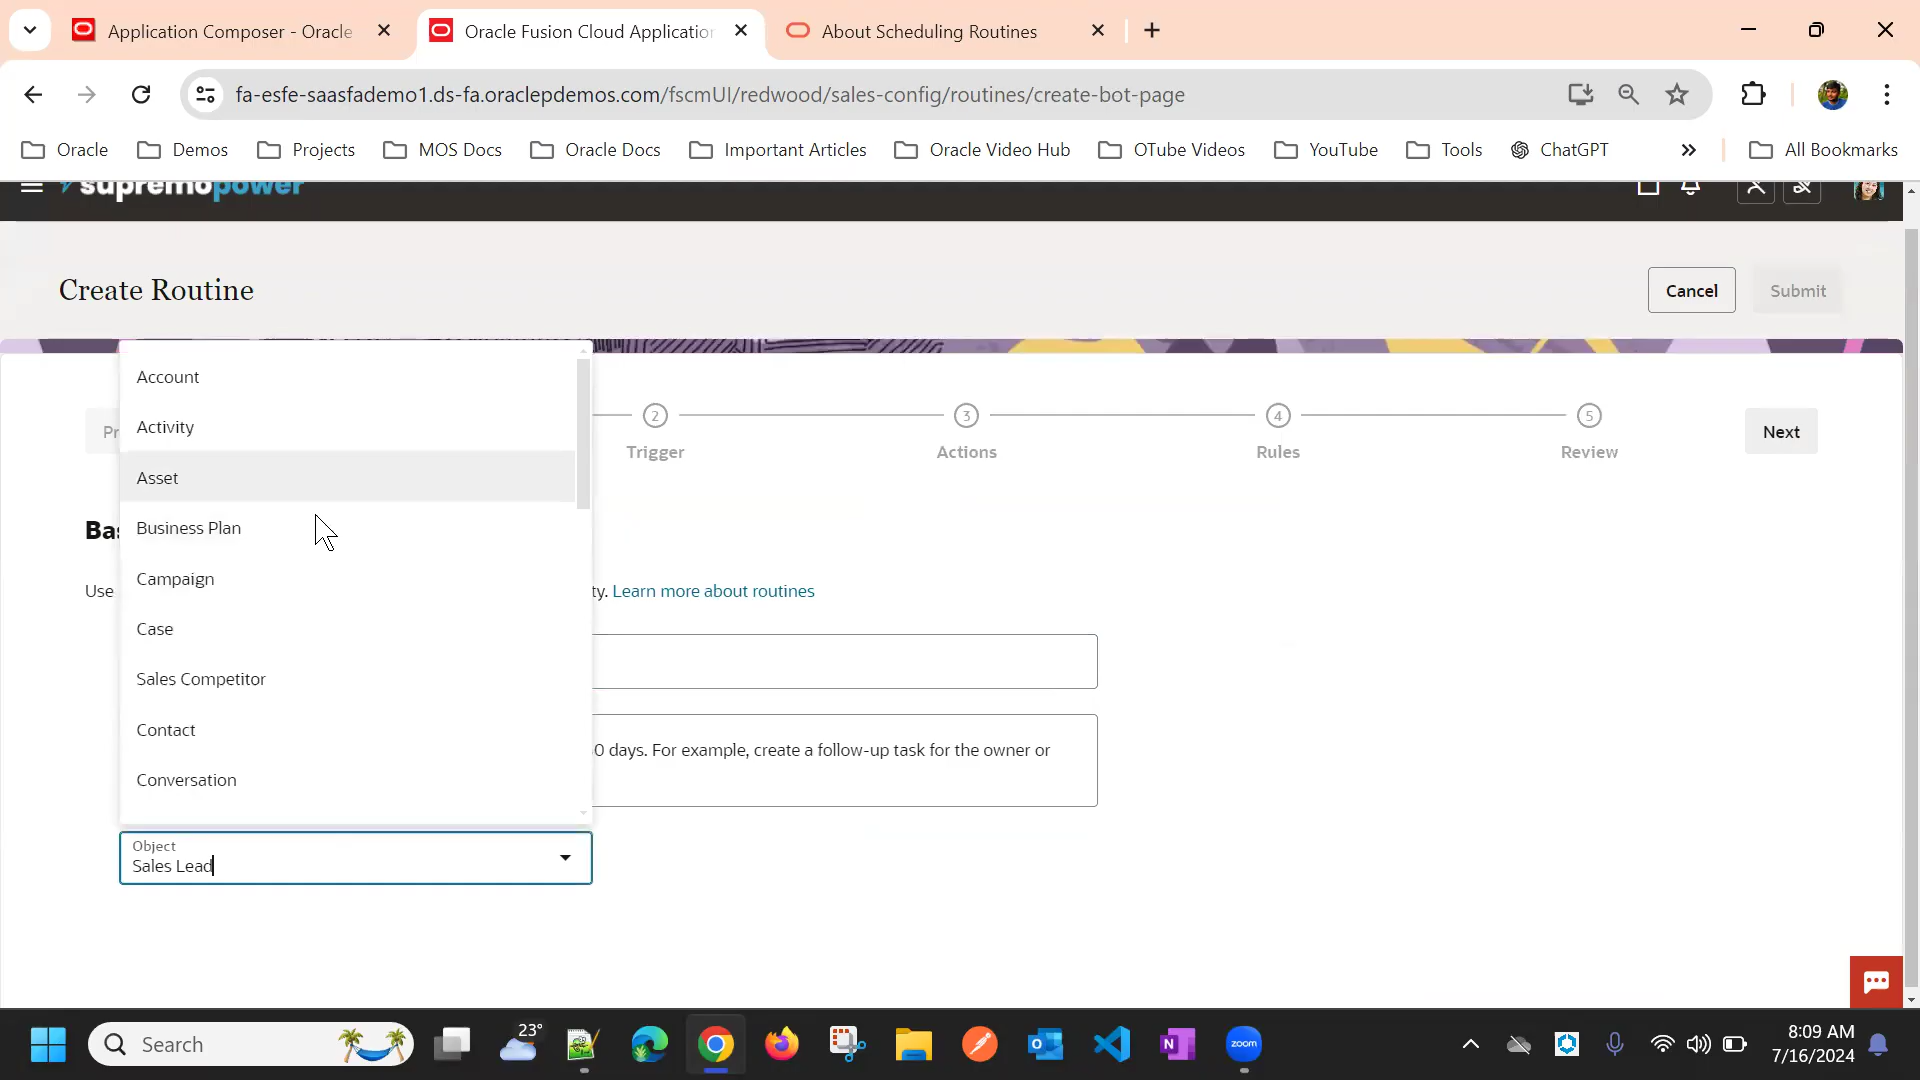 Application Composer - Oracle
Oracle Fusion Cloud Application
About Scheduling Routines
fa-esfe-saasfademo1.ds-fa.oraclepdemos.com/fscmUI/redwood/sales-config/routines/create-bot-page
Oracle
Demos
Projects
MOS Docs
Oracle Docs
Important Articles
Oracle Video Hub
OTube Videos
YouTube
Tools
ChatGPT
All Bookmarks
supremopower
Create Routine
Cancel
Submit
Account
Activity
Asset
Business Plan
Campaign
Case
Sales Competitor
Contact
Conversation
Pr
2
Trigger
3
Actions
4
Rules
5
Review
Next
Bas
Use
ty. Learn more about routines
0 days. For example, create a follow-up task for the owner or
Object
Sales Lead
Search
23°
zoom
8:09 AM
7/16/2024